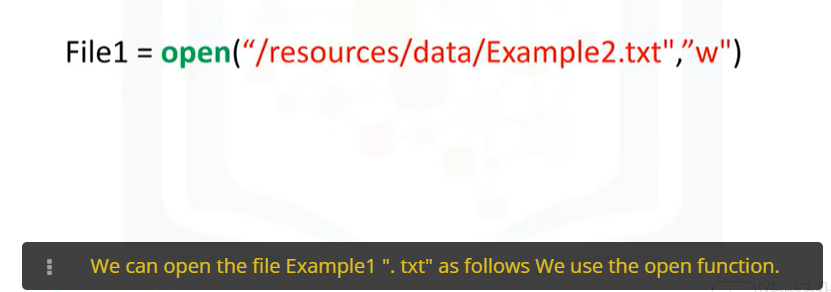 File1 = open(“/resources/data/Example2.txt",”w")
We can open the file Example1 ". txt" as follows We use the open function.